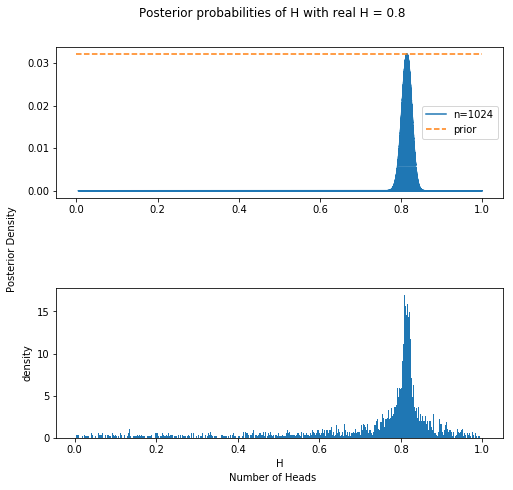 Posterior probabilities of H with real H = 0.8
0.03
0.02
0.01
0.00
n=1024
prior
0.0 0.2 0.4 0.6 0.8 1.0
Posterior Density
15
10
5
0
density
0.0 0.2 0.4 0.6 0.8 1.0
H
Number of Heads